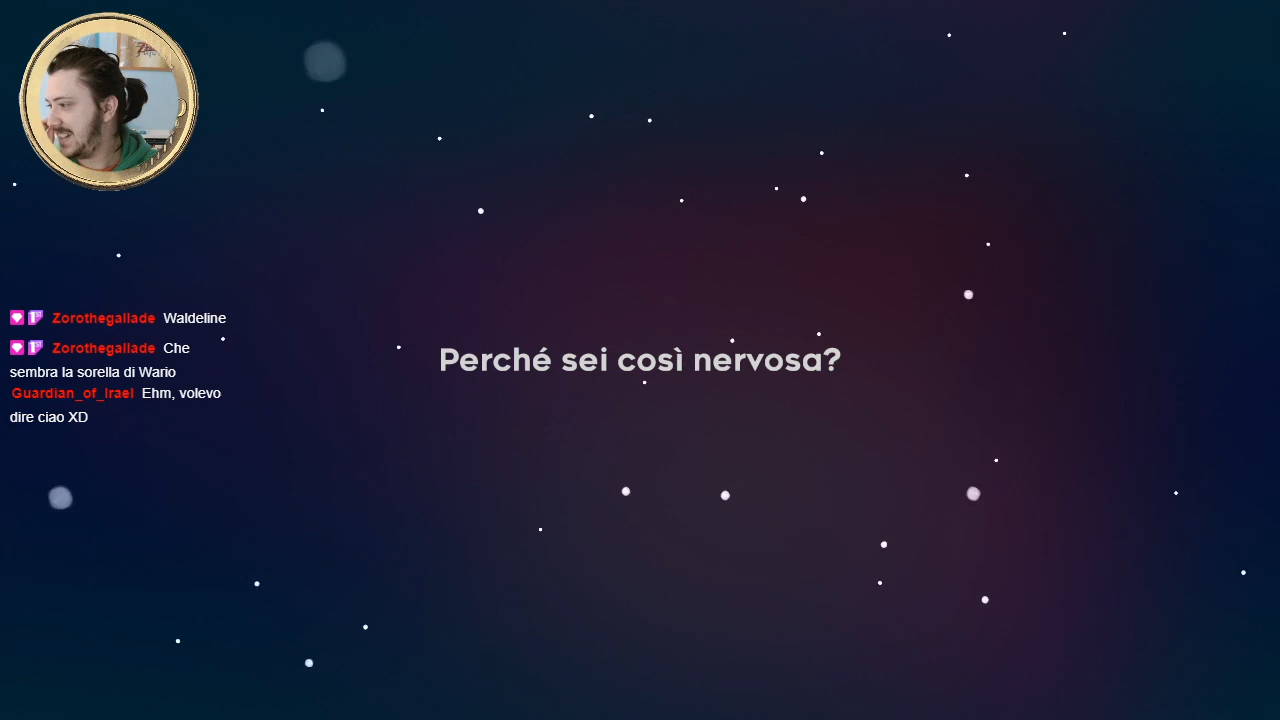 Zorothegallade Waldeline
Zorothegallade Che
sembra la sorella di Wario
Guardian_of_Irael Ehm, volevo
dire ciao XD
Perché sei così nervosa?